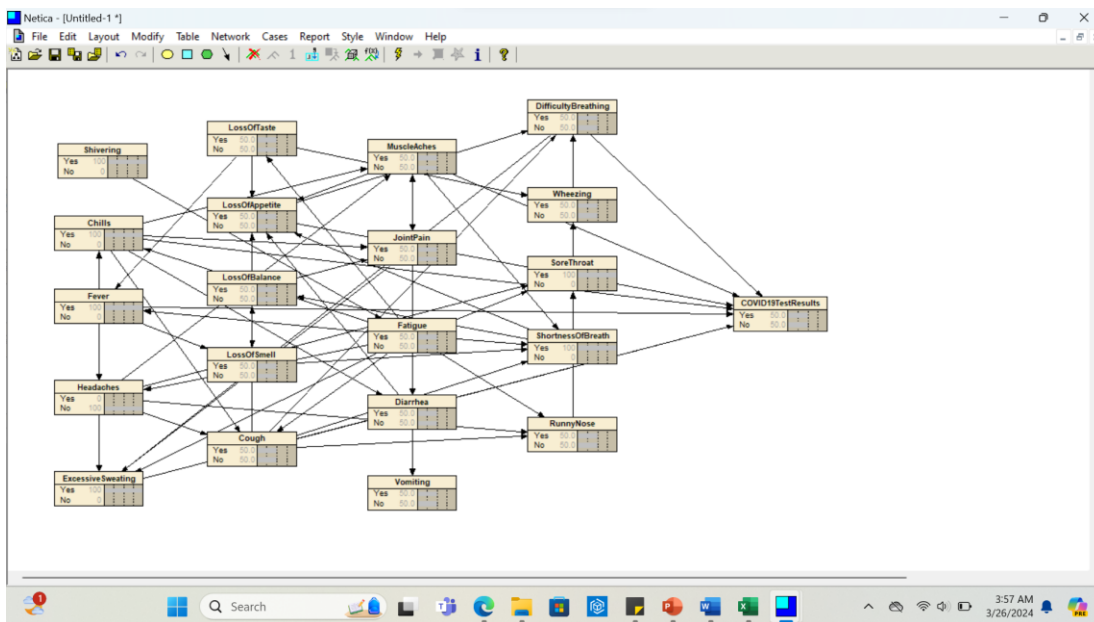 Netica - [Untitled-1 *]
File Edit Layout Modify Table Network Cases Report Style Window Help
Shivering
Yes 100
No 0
Chills
Yes 100
No 0
Fever
Yes 100
No 0
Headaches
Yes 0
No 100
ExcessiveSweating
Yes 100
No 0
LossOfTaste
Yes 50.0
No 50.0
LossOfAppetite
Yes 50.0
No 50.0
LossOfBalance
Yes 50.0
No 50.0
LossOfSmell
Yes 50.0
No 50.0
Cough
Yes 50.0
No 50.0
MuscleAches
Yes 50.0
No 50.0
JointPain
Yes 50.0
No 50.0
Fatigue
Yes 50.0
No 50.0
Diarrhea
Yes 50.0
No 50.0
Vomiting
Yes 50.0
No 50.0
DifficultyBreathing
Yes 50.0
No 50.0
Wheezing
Yes 50.0
No 50.0
SoreThroat
Yes 100
No 0
ShortnessOfBreath
Yes 100
No 0
RunnyNose
Yes 50.0
No 50.0
COVID19TestResults
Yes 50.0
No 50.0
1
Search
3:57 AM
3/26/2024